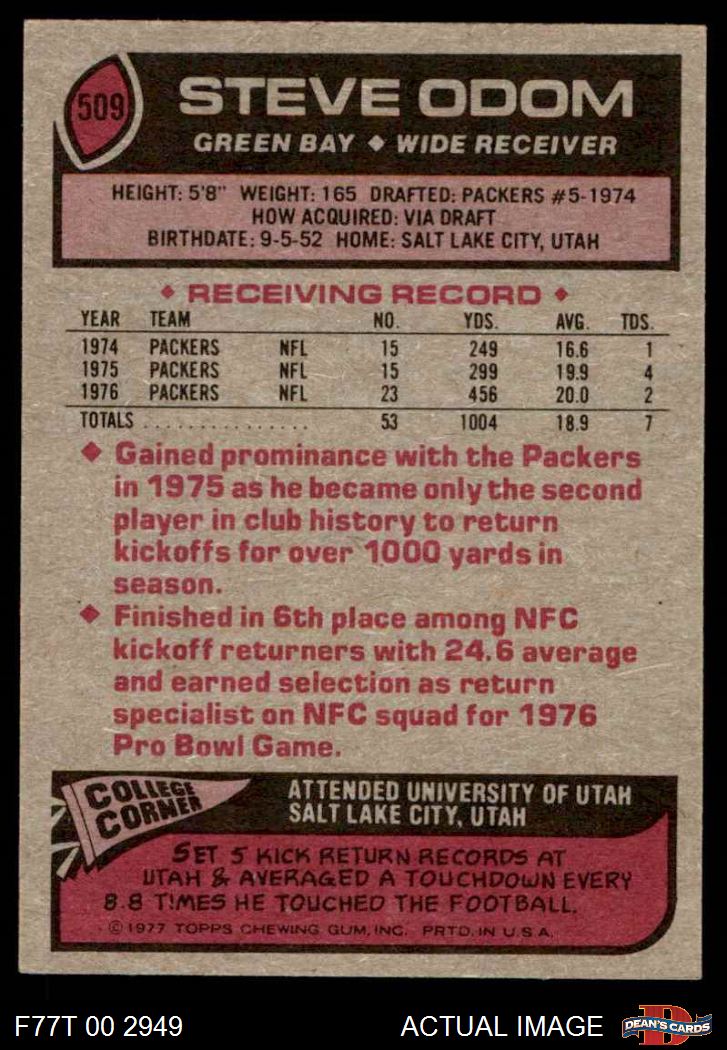 509
STEVE ODOM
GREEN BAY ♦ WIDE RECEIVER
HEIGHT: 5'8" WEIGHT: 165 DRAFTED: PACKERS #5-1974
HOW ACQUIRED: VIA DRAFT
BIRTHDATE: 9-5-52 HOME: SALT LAKE CITY, UTAH
♦ RECEIVING RECORD ♦
YEAR TEAM NO. YDS. AVG. TDS.
1974 PACKERS NFL 15 249 16.6 1
1975 PACKERS NFL 15 299 19.9 4
1976 PACKERS NFL 23 456 20.0 2
TOTALS . . . . . . . . . . . . . . . 53 1004 18.9 7
♦ Gained prominance with the Packers
in 1975 as he became only the second
player in club history to return
kickoffs for over 1000 yards in
season.
♦ Finished in 6th place among NFC
kickoff returners with 24.6 average
and earned selection as return
specialist on NFC squad for 1976
Pro Bowl Game.
COLLEGE
CORNER
ATTENDED UNIVERSITY OF UTAH
SALT LAKE CITY, UTAH
SET 5 KICK RETURN RECORDS AT
UTAH & AVERAGED A TOUCHDOWN EVERY
8.8 TIMES HE TOUCHED THE FOOTBALL.
©1977 TOPPS CHEWING GUM, INC. PRTD. IN U.S.A.
F77T 00 2949 ACTUAL IMAGE
D
DEAN'S CARDS